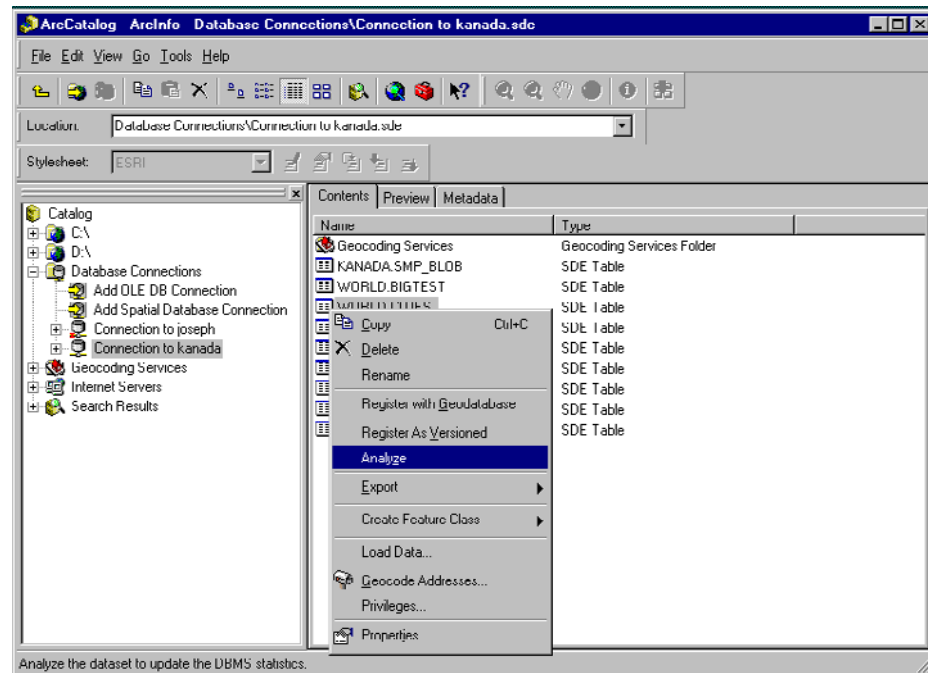 ArcCatalog ArcInfo Database Connections\Connection to kanada.sde
File Edit View Go Tools Help
Location: Database Connections\Connection to kanada.sde
Stylesheet: ESRI
Contents Preview Metadata
Catalog
C:\
D:\
Database Connections
Add OLE DB Connection
Add Spatial Database Connection
Connection to joseph
Connection to kanada
Geocoding Services
Internet Servers
Search Results
Name Type
Geocoding Services Geocoding Services Folder
KANADA.SMP_BLOB SDE Table
WORLD.BIGTEST SDE Table
WORLD.CITIES SDE Table
SDE Table
SDE Table
SDE Table
SDE Table
SDE Table
SDE Table
Copy Ctrl+C
Delete
Rename
Register with Geodatabase
Register As Versioned
Analyze
Export
Create Feature Class
Load Data...
Geocode Addresses...
Privileges...
Properties
Analyze the dataset to update the DBMS statistics.